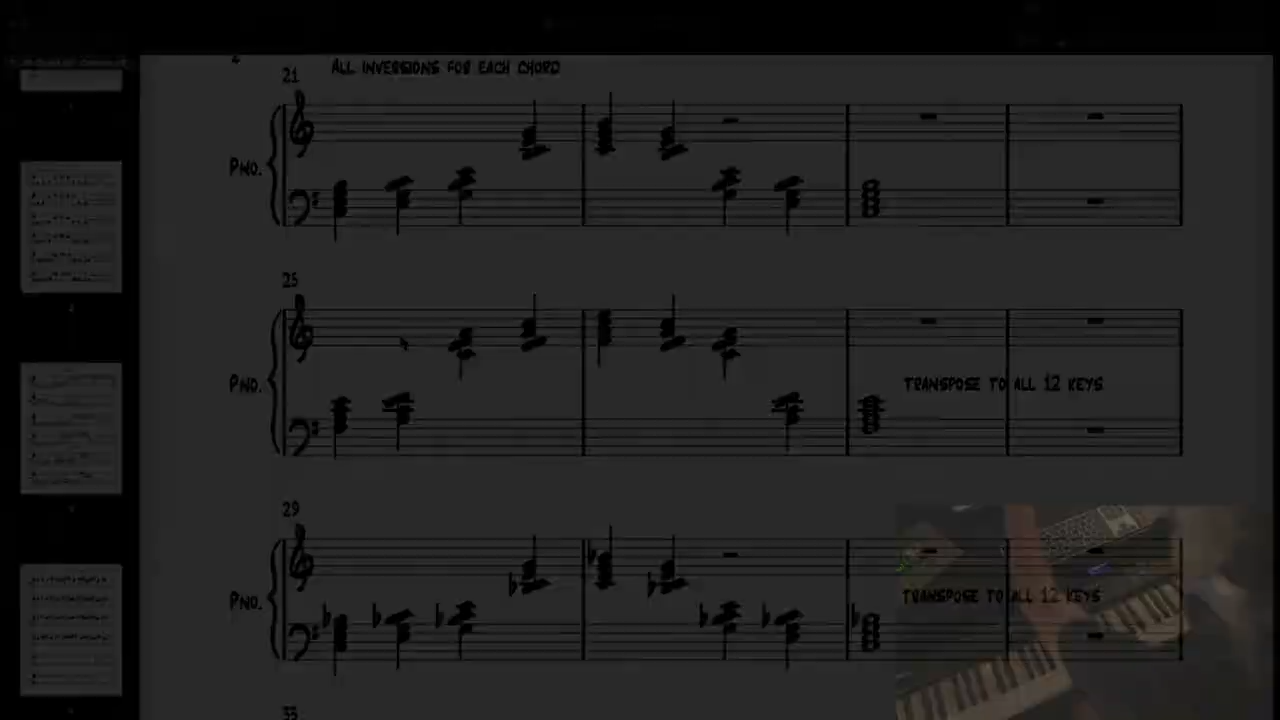 ALL INVERSIONS FOR EACH CHORD
21
PNO.
25
PNO.
TRANSPOSE TO ALL 12 KEYS
29
PNO.
TRANSPOSE TO ALL 12 KEYS
33